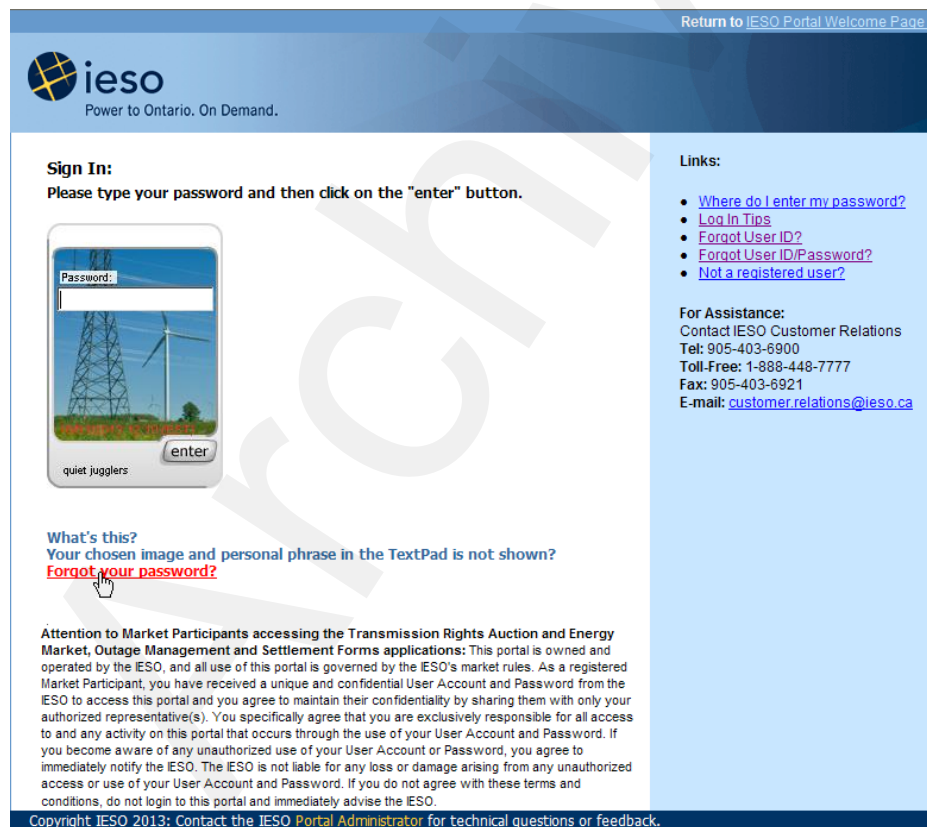 Return to IESO Portal Welcome Page
ieso
Power to Ontario. On Demand.
Sign In:
Please type your password and then click on the "enter" button.
Password:
enter
quiet jugglers
What's this?
Your chosen image and personal phrase in the TextPad is not shown?
Forgot your password?
Attention to Market Participants accessing the Transmission Rights Auction and Energy
Market, Outage Management and Settlement Forms applications: This portal is owned and
operated by the IESO, and all use of this portal is governed by the IESO's market rules. As a registered
Market Participant, you have received a unique and confidential User Account and Password from the
IESO to access this portal and you agree to maintain their confidentiality by sharing them with only your
authorized representative(s). You specifically agree that you are exclusively responsible for all access
to and any activity on this portal that occurs through the use of your User Account and Password. If
you become aware of any unauthorized use of your User Account or Password, you agree to
immediately notify the IESO. The IESO is not liable for any loss or damage arising from any unauthorized
access or use of your User Account and Password. If you do not agree with these terms and
conditions, do not login to this portal and immediately advise the IESO.
Links:
Where do I enter my password?
Log In Tips
Forgot User ID?
Forgot User ID/Password?
Not a registered user?
For Assistance:
Contact IESO Customer Relations
Tel: 905-403-6900
Toll-Free: 1-888-448-7777
Fax: 905-403-6921
E-mail: customer.relations@ieso.ca
Copyright IESO 2013: Contact the IESO Portal Administrator for technical questions or feedback.